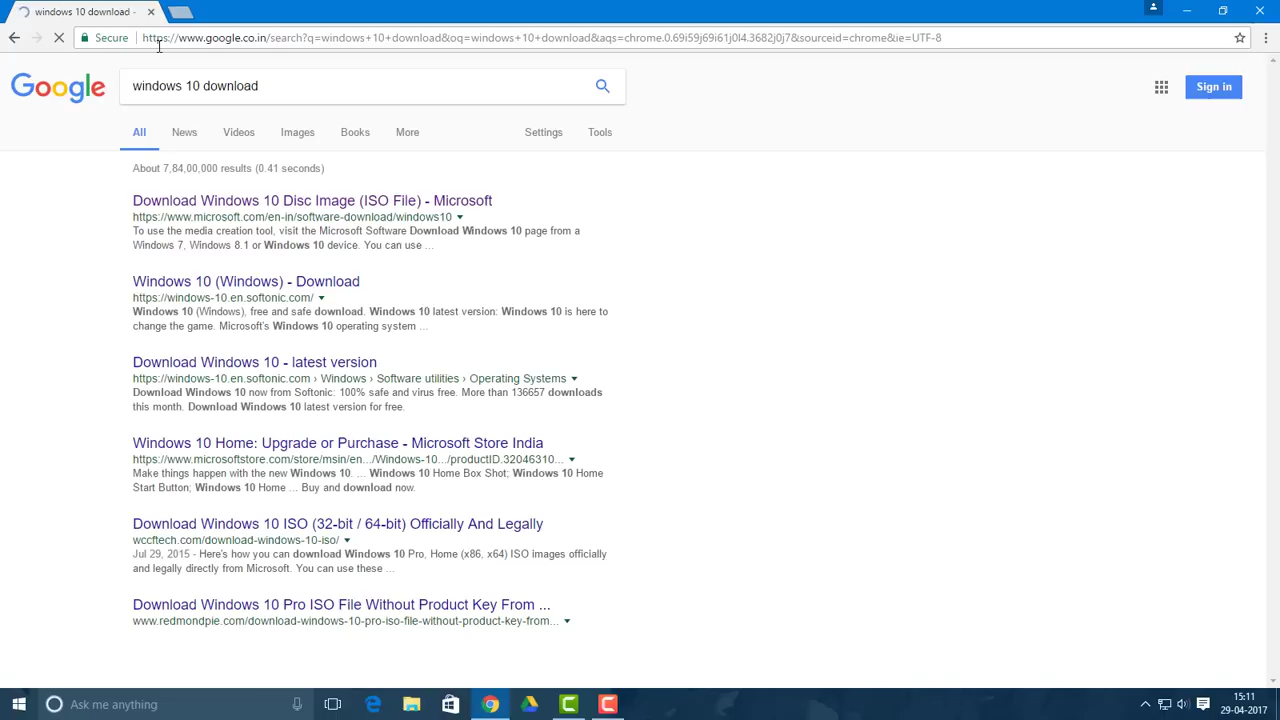 windows 10 download -
Secure https://www.google.co.in/search?q=windows+10+download&oq=windows+10+download&aqs=chrome.0.69i59j69i61j0l4.3682j0j7&sourceid=chrome&ie=UTF-8
Google windows 10 download Sign in
All News Videos Images Books More Settings Tools
About 7,84,00,000 results (0.41 seconds)
Download Windows 10 Disc Image (ISO File) - Microsoft
https://www.microsoft.com/en-in/software-download/windows10
To use the media creation tool, visit the Microsoft Software Download Windows 10 page from a
Windows 7, Windows 8.1 or Windows 10 device. You can use ...
Windows 10 (Windows) - Download
https://windows-10.en.softonic.com/
Windows 10 (Windows), free and safe download. Windows 10 latest version: Windows 10 is here to
change the game. Microsoft's Windows 10 operating system ...
Download Windows 10 - latest version
https://windows-10.en.softonic.com › Windows › Software utilities › Operating Systems
Download Windows 10 now from Softonic: 100% safe and virus free. More than 136657 downloads
this month. Download Windows 10 latest version for free.
Windows 10 Home: Upgrade or Purchase - Microsoft Store India
https://www.microsoftstore.com/store/msin/en.../Windows-10.../productID.32046310...
Make things happen with the new Windows 10. ... Windows 10 Home Box Shot; Windows 10 Home
Start Button; Windows 10 Home ... Buy and download now.
Download Windows 10 ISO (32-bit / 64-bit) Officially And Legally
wccftech.com/download-windows-10-iso/
Jul 29, 2015 - Here's how you can download Windows 10 Pro, Home (x86, x64) ISO images officially
and legally directly from Microsoft. You can use these ...
Download Windows 10 Pro ISO File Without Product Key From ...
www.redmondpie.com/download-windows-10-pro-iso-file-without-product-key-from...
Ask me anything
15:11
29-04-2017